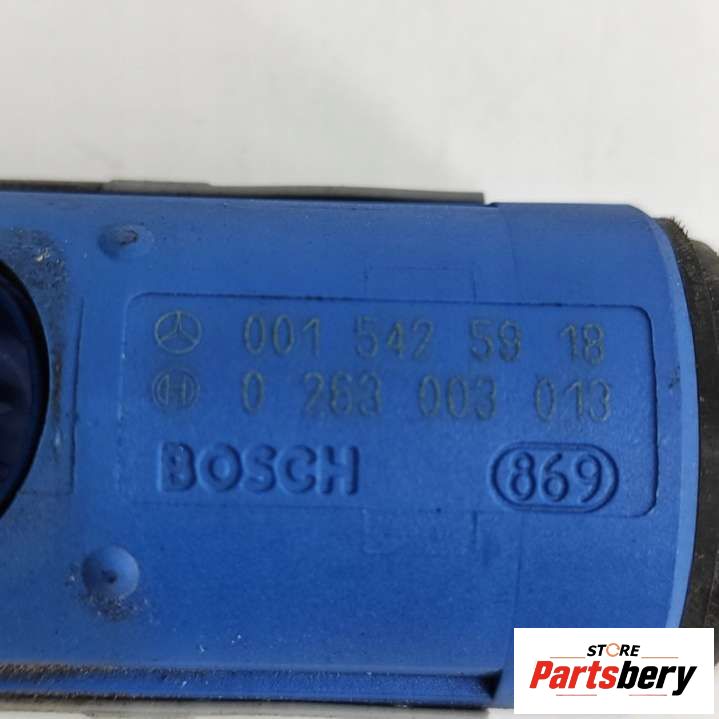 001 542 59 18
0 263 003 013
BOSCH
869
STORE
Partsbery